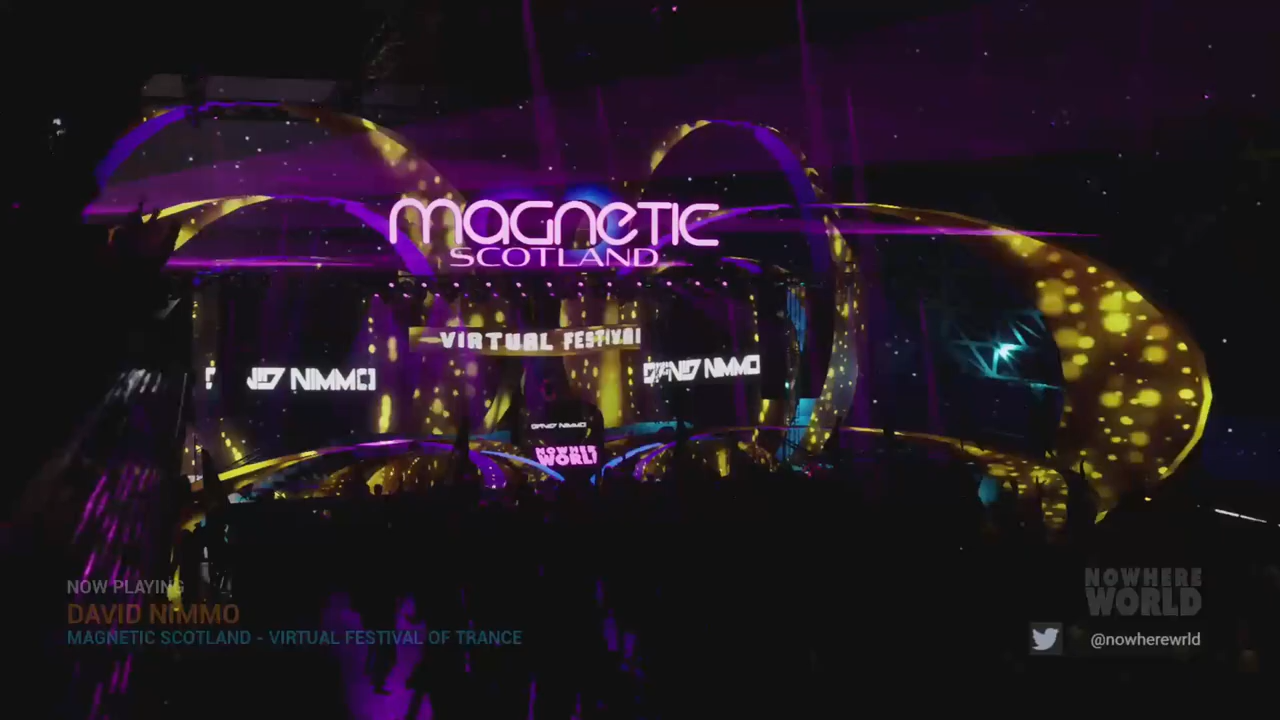 magnetic
SCOTLAND
VIRTUAL FESTIVAL
NIMMO
NIMMO
NIMMO
NOWHERE
WORLD
NOW PLAYING
DAVID NIMMO
MAGNETIC SCOTLAND - VIRTUAL FESTIVAL OF TRANCE
NOWHERE
WORLD
@nowherewrld